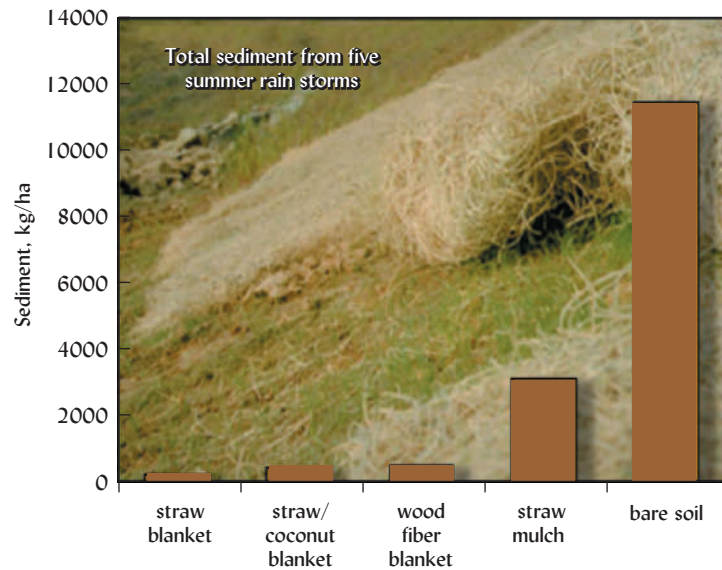 14000
12000
10000
8000
6000
4000
2000
0
Sediment, kg/ha
Total sediment from five
summer rain storms
straw
blanket
straw/
coconut
blanket
wood
fiber
blanket
straw
mulch
bare soil